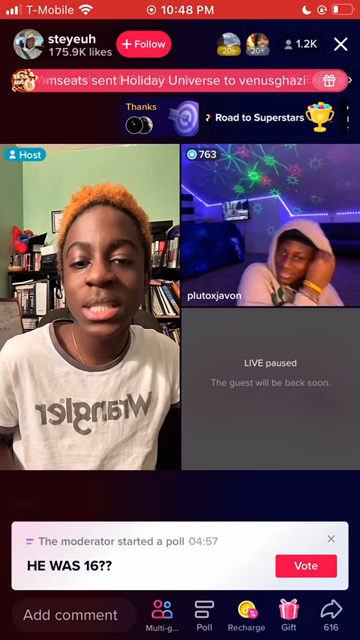 T-Mobile
10:48 PM
steyeuh
175.9K likes
+ Follow
20+
20+
1.2K
mseats sent Holiday Universe to venusghazi
Thanks
Road to Superstars
Host
763
plutoxjavon
Wrangler
LIVE paused
The guest will be back soon.
The moderator started a poll 04:57
HE WAS 16??
Vote
Add comment
Multi-g...
Poll
Recharge
Gift
616